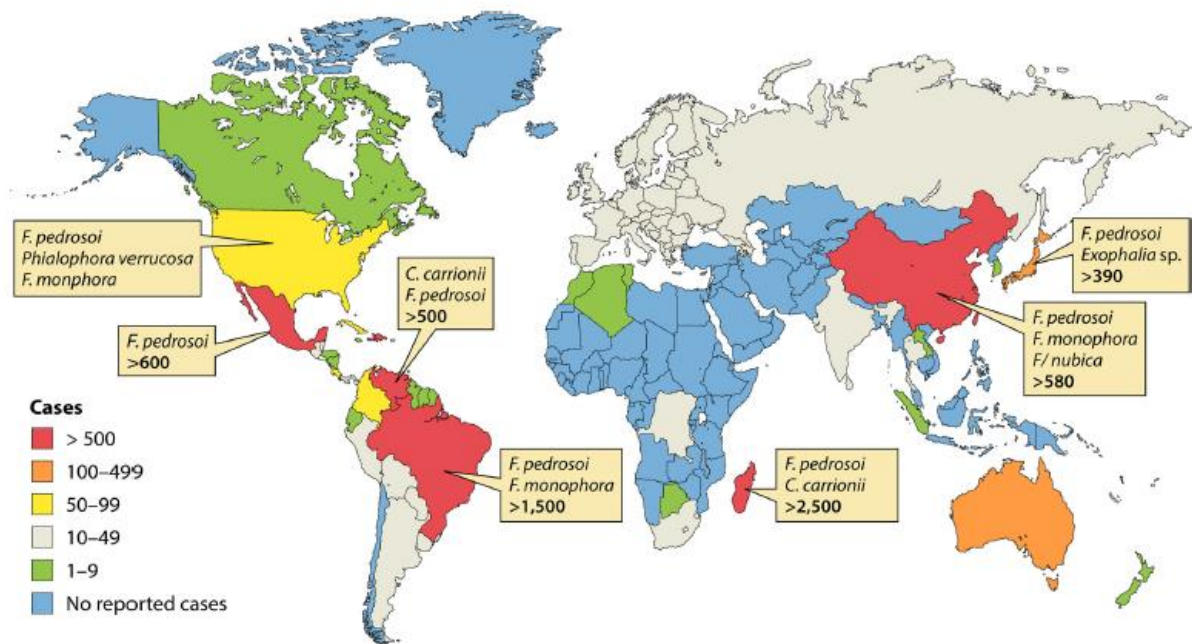 F. pedrosoi
Phialophora verrucosa
F. monphora
F. pedrosoi
>600
C. carrionii
F. pedrosoi
>500
F. pedrosoi
Exophalia sp.
>390
F. pedrosoi
F. monophora
F/ nubica
>580
F. pedrosoi
F. monophora
>1,500
F. pedrosoi
C. carrionii
>2,500
Cases
> 500
100–499
50–99
10–49
1–9
No reported cases